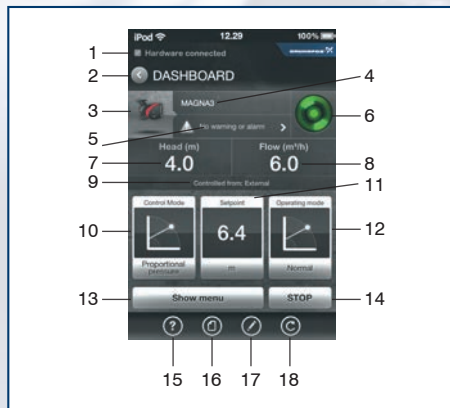 iPod 12.29 100%
1 Hardware connected GRUNDFOS
2 DASHBOARD
3 MAGNA3 4
5 No warning or alarm 6
Head (m) Flow (m³/h)
7 4.0 6.0 8
9 Controlled from: External 11
Control Mode Setpoint Operating mode
10 6.4 12
Proportional pressure m Normal
13 Show menu STOP 14
15 16 17 18